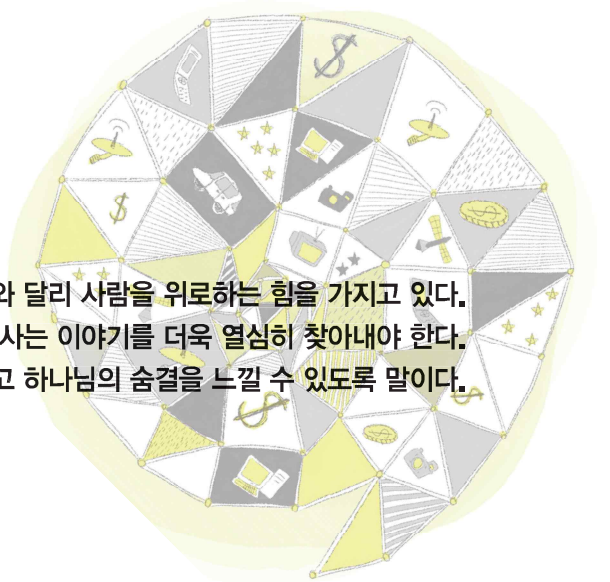 와 달리 사람을 위로하는 힘을 가지고 있다.
사는 이야기를 더욱 열심히 찾아내야 한다.
고 하나님의 숨결을 느낄 수 있도록 말이다.